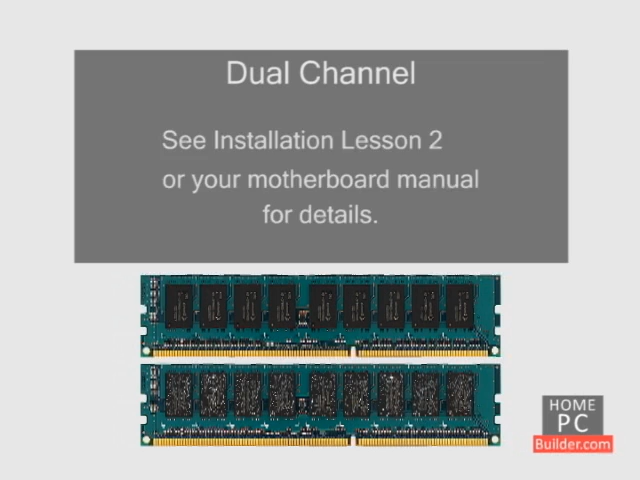 Dual Channel
See Installation Lesson 2
or your motherboard manual
for details.
HOME
PC
Builder.com